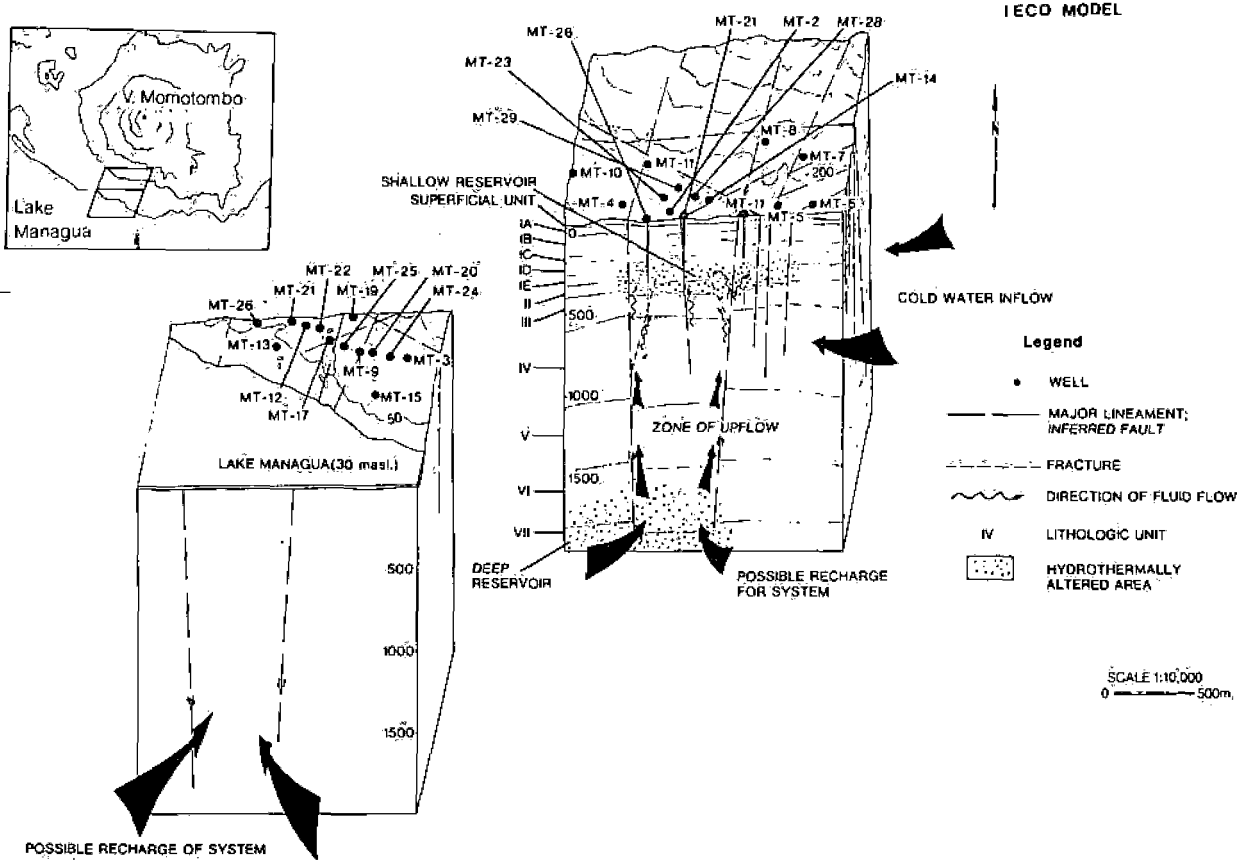 IECO MODEL
V. Momotombo
Lake
Managua
MT-26
MT-21
MT-2
MT-28
MT-23
MT-14
MT-29
N
MT-8
MT-11
MT-7
200
MT-10
SHALLOW RESERVOIR
SUPERFICIAL UNIT
MT-4
MT-11
MT-5
MT-5
IA
0
IB
IC
ID
IE
II
500
III
IV
1000
V
ZONE OF UPFLOW
1500
VI
VII
DEEP
RESERVOIR
POSSIBLE RECHARGE
FOR SYSTEM
COLD WATER INFLOW
Legend
WELL
MAJOR LINEAMENT;
INFERRED FAULT
FRACTURE
DIRECTION OF FLUID FLOW
IV LITHOLOGIC UNIT
HYDROTHERMALLY
ALTERED AREA
SCALE 1:10,000
0 500m.
MT-22
MT-25
MT-20
MT-21
MT-19
MT-24
MT-26
MT-13
MT-3
MT-9
MT-12
MT-15
MT-17
50
LAKE MANAGUA(30 masl.)
500
1000
1500
POSSIBLE RECHARGE OF SYSTEM